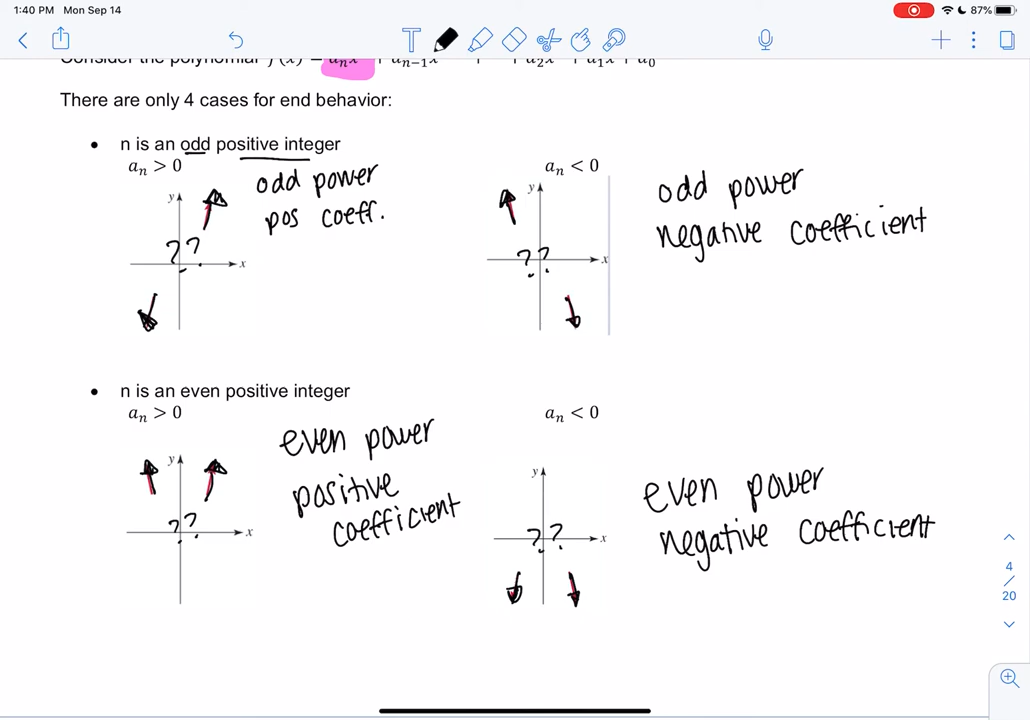 1:40 PM Mon Sep 14
87%
There are only 4 cases for end behavior:
• n is an odd positive integer
aₙ > 0
aₙ < 0
y
x
??
odd power
pos coeff.
y
x
??
odd power
negative coefficient
• n is an even positive integer
aₙ > 0
aₙ < 0
y
x
??
even power
positive
coefficient
y
x
??
even power
negative coefficient
4
/
20